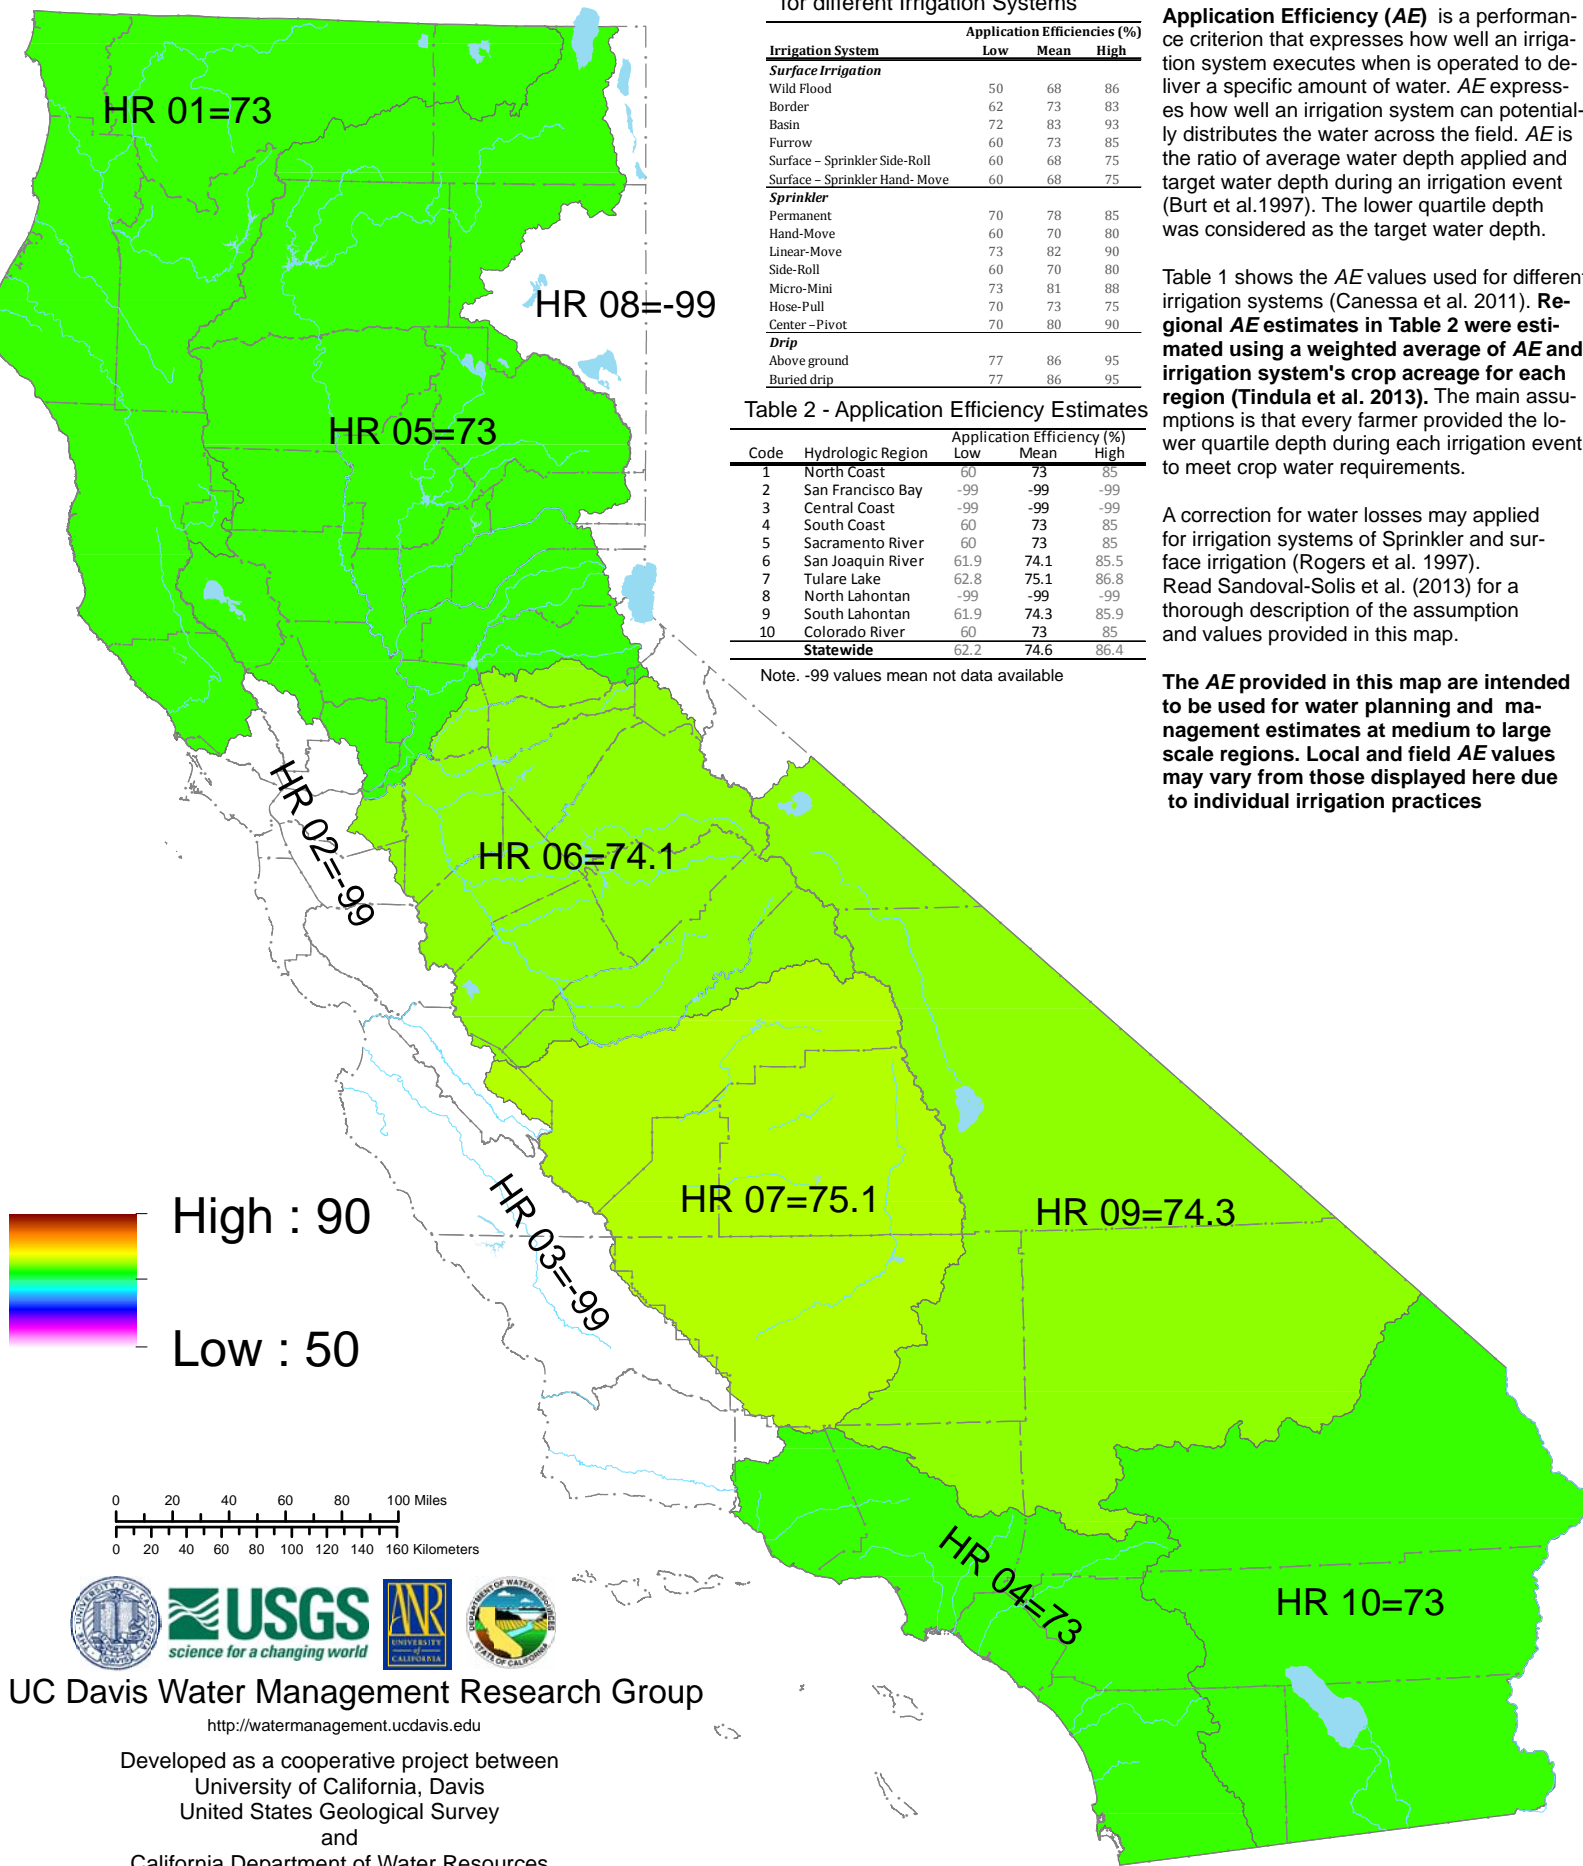 for different Irrigation Systems
Application Efficiencies (%)
Irrigation System Low Mean High
Surface Irrigation
Wild Flood 50 68 86
Border 62 73 83
Basin 72 83 93
Furrow 60 73 85
Surface – Sprinkler Side-Roll 60 68 75
Surface – Sprinkler Hand- Move 60 68 75
Sprinkler
Permanent 70 78 85
Hand-Move 60 70 80
Linear-Move 73 82 90
Side-Roll 60 70 80
Micro-Mini 73 81 88
Hose-Pull 70 73 75
Center – Pivot 70 80 90
Drip
Above ground 77 86 95
Buried drip 77 86 95
Table 2 - Application Efficiency Estimates
Application Efficiency (%)
Code Hydrologic Region Low Mean High
1 North Coast 60 73 85
2 San Francisco Bay -99 -99 -99
3 Central Coast -99 -99 -99
4 South Coast 60 73 85
5 Sacramento River 60 73 85
6 San Joaquin River 61.9 74.1 85.5
7 Tulare Lake 62.8 75.1 86.8
8 North Lahontan -99 -99 -99
9 South Lahontan 61.9 74.3 85.9
10 Colorado River 60 73 85
Statewide 62.2 74.6 86.4
Note. -99 values mean not data available
Application Efficiency (AE) is a performan-
ce criterion that expresses how well an irriga-
tion system executes when is operated to de-
liver a specific amount of water. AE express-
es how well an irrigation system can potential-
ly distributes the water across the field. AE is
the ratio of average water depth applied and
target water depth during an irrigation event
(Burt et al.1997). The lower quartile depth
was considered as the target water depth.
Table 1 shows the AE values used for different
irrigation systems (Canessa et al. 2011). Re-
gional AE estimates in Table 2 were esti-
mated using a weighted average of AE and
irrigation system's crop acreage for each
region (Tindula et al. 2013). The main assu-
mptions is that every farmer provided the lo-
wer quartile depth during each irrigation event
to meet crop water requirements.
A correction for water losses may applied
for irrigation systems of Sprinkler and sur-
face irrigation (Rogers et al. 1997).
Read Sandoval-Solis et al. (2013) for a
thorough description of the assumption
and values provided in this map.
The AE provided in this map are intended
to be used for water planning and ma-
nagement estimates at medium to large
scale regions. Local and field AE values
may vary from those displayed here due
to individual irrigation practices
HR 01=73
HR 08=-99
HR 05=73
HR 02=-99
HR 06=74.1
HR 03=-99
HR 07=75.1
HR 09=74.3
HR 04=73
HR 10=73
High : 90
Low : 50
0 20 40 60 80 100 Miles
0 20 40 60 80 100 120 140 160 Kilometers
THE UNIVERSITY OF CALIFORNIA
DAVIS
USGS
science for a changing world
ANR
UNIVERSITY
of
CALIFORNIA
DEPARTMENT OF WATER RESOURCES
STATE OF CALIFORNIA
UC Davis Water Management Research Group
http://watermanagement.ucdavis.edu
Developed as a cooperative project between
University of California, Davis
United States Geological Survey
and
California Department of Water Resources